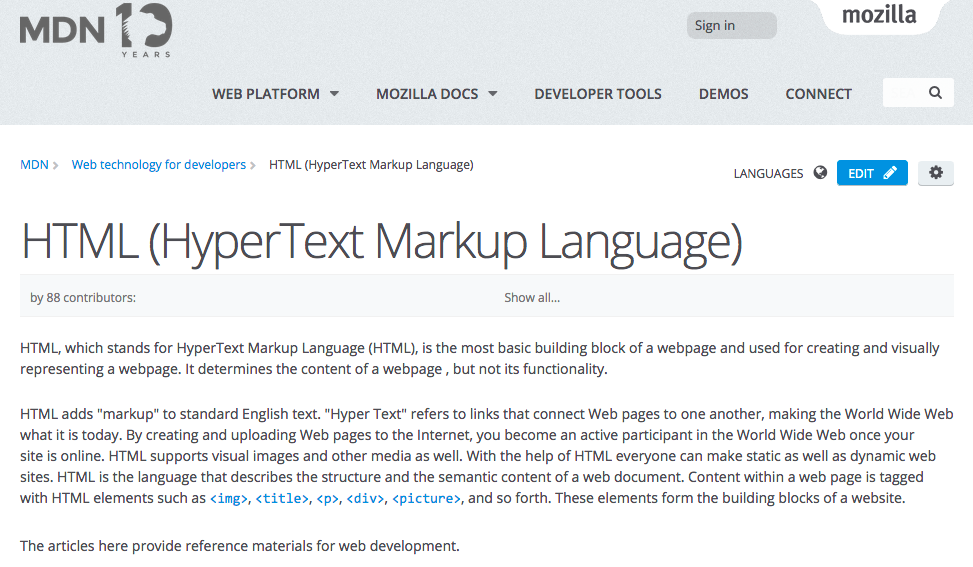 MDN 10 YEARS
Sign in
mozilla
WEB PLATFORM
MOZILLA DOCS
DEVELOPER TOOLS
DEMOS
CONNECT
MDN
Web technology for developers
HTML (HyperText Markup Language)
LANGUAGES
EDIT
HTML (HyperText Markup Language)
by 88 contributors:
Show all...
HTML, which stands for HyperText Markup Language (HTML), is the most basic building block of a webpage and used for creating and visually
representing a webpage. It determines the content of a webpage , but not its functionality.
HTML adds "markup" to standard English text. "Hyper Text" refers to links that connect Web pages to one another, making the World Wide Web
what it is today. By creating and uploading Web pages to the Internet, you become an active participant in the World Wide Web once your
site is online. HTML supports visual images and other media as well. With the help of HTML everyone can make static as well as dynamic web
sites. HTML is the language that describes the structure and the semantic content of a web document. Content within a web page is tagged
with HTML elements such as <img>, <title>, <p>, <div>, <picture>, and so forth. These elements form the building blocks of a website.
The articles here provide reference materials for web development.